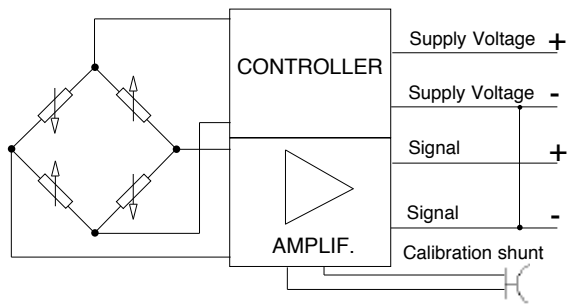 CONTROLLER
Supply Voltage +
Supply Voltage -
Signal +
AMPLIF.
Signal -
Calibration shunt